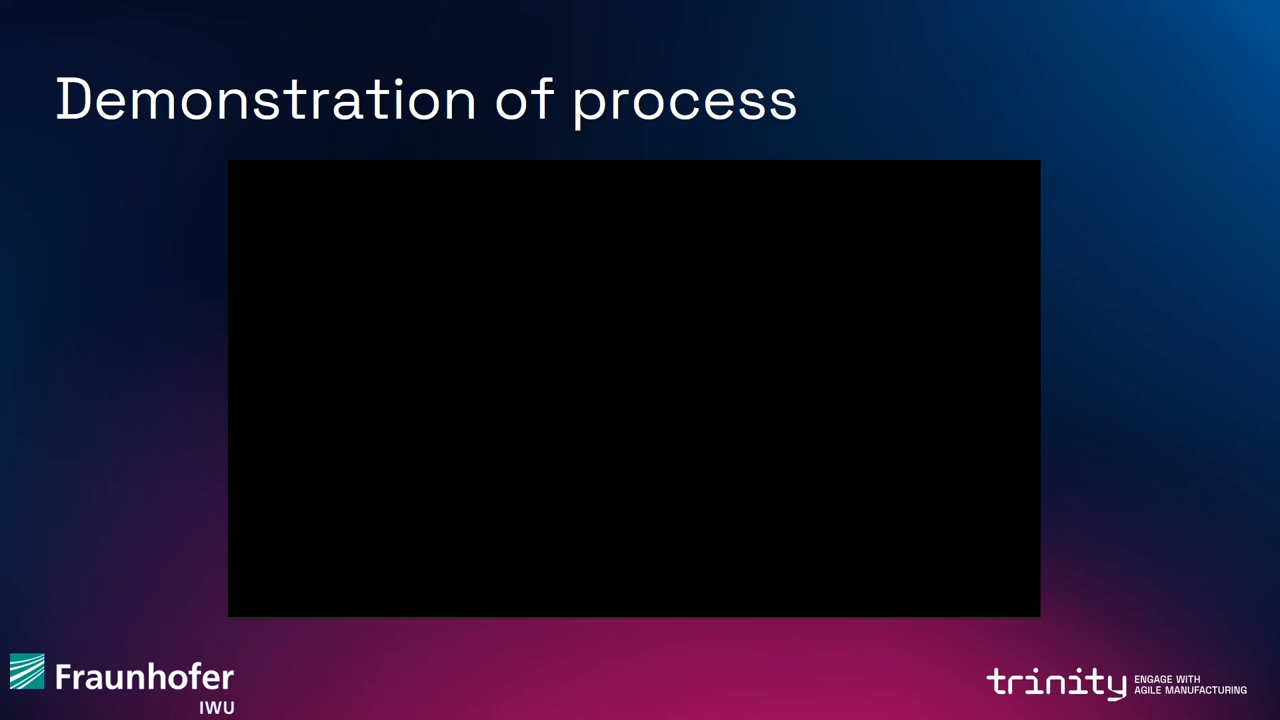 Demonstration of process
Fraunhofer
IWU
trinity
ENGAGE WITH
AGILE MANUFACTURING